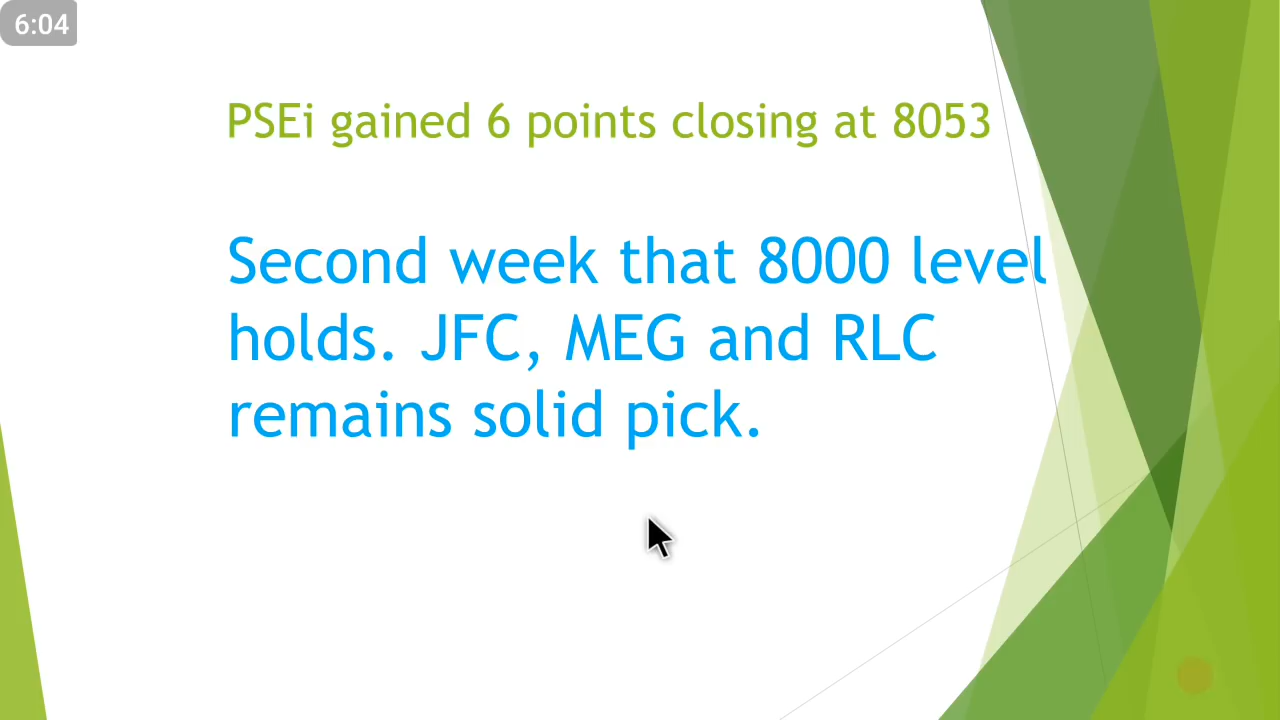 6:04
PSEi gained 6 points closing at 8053
Second week that 8000 level
holds. JFC, MEG and RLC
remains solid pick.